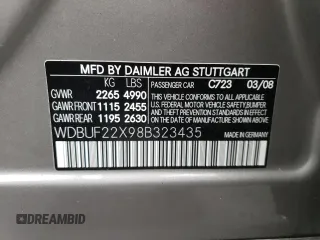 MFD BY DAIMLER AG STUTTGART
KG LBS PASSENGER CAR C723 03/08
GVWR 2265 4990 THIS VEHICLE CONFORMS TO ALL APPLICABLE
GAWR FRONT 1115 2455 U.S. FEDERAL MOTOR VEHICLE SAFETY, BUMPER,
GAWR REAR 1195 2630 AND THEFT PREVENTION STANDARDS IN EFFECT
ON THE DATE OF MANUFACTURE SHOWN ABOVE.
WDBUF22X98B323435
MADE IN GERMANY
DREAMBID